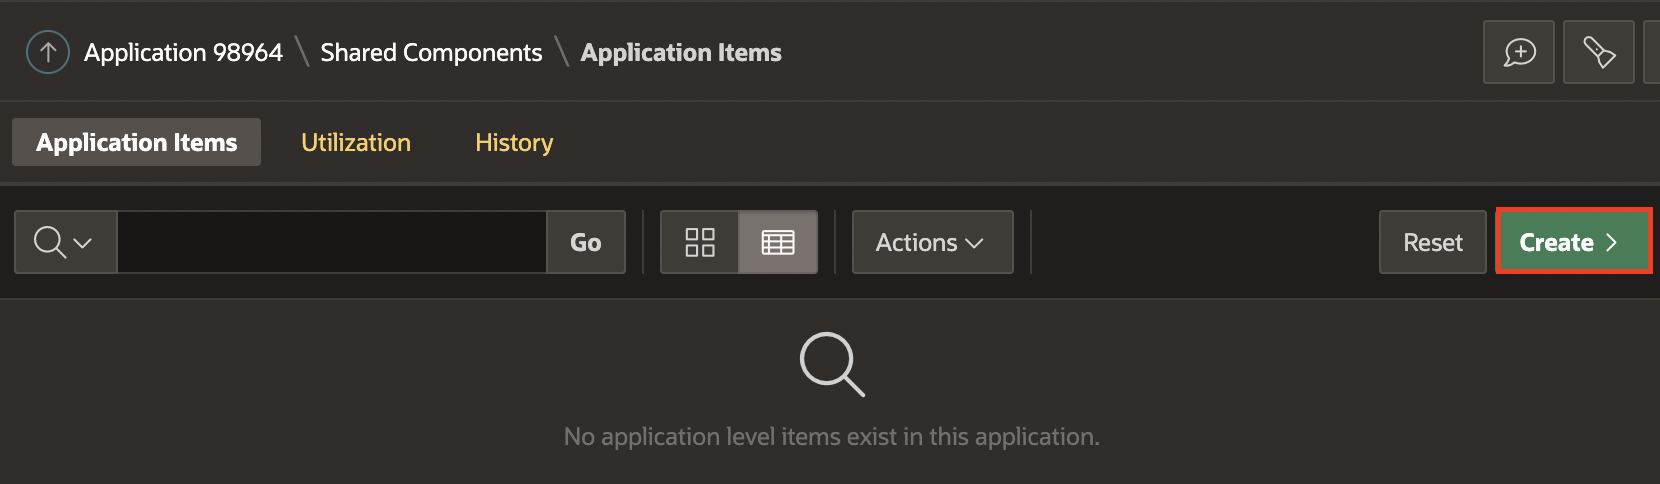 Application 98964 \ Shared Components \ Application Items
Application Items Utilization History
Go Actions Reset Create
No application level items exist in this application.